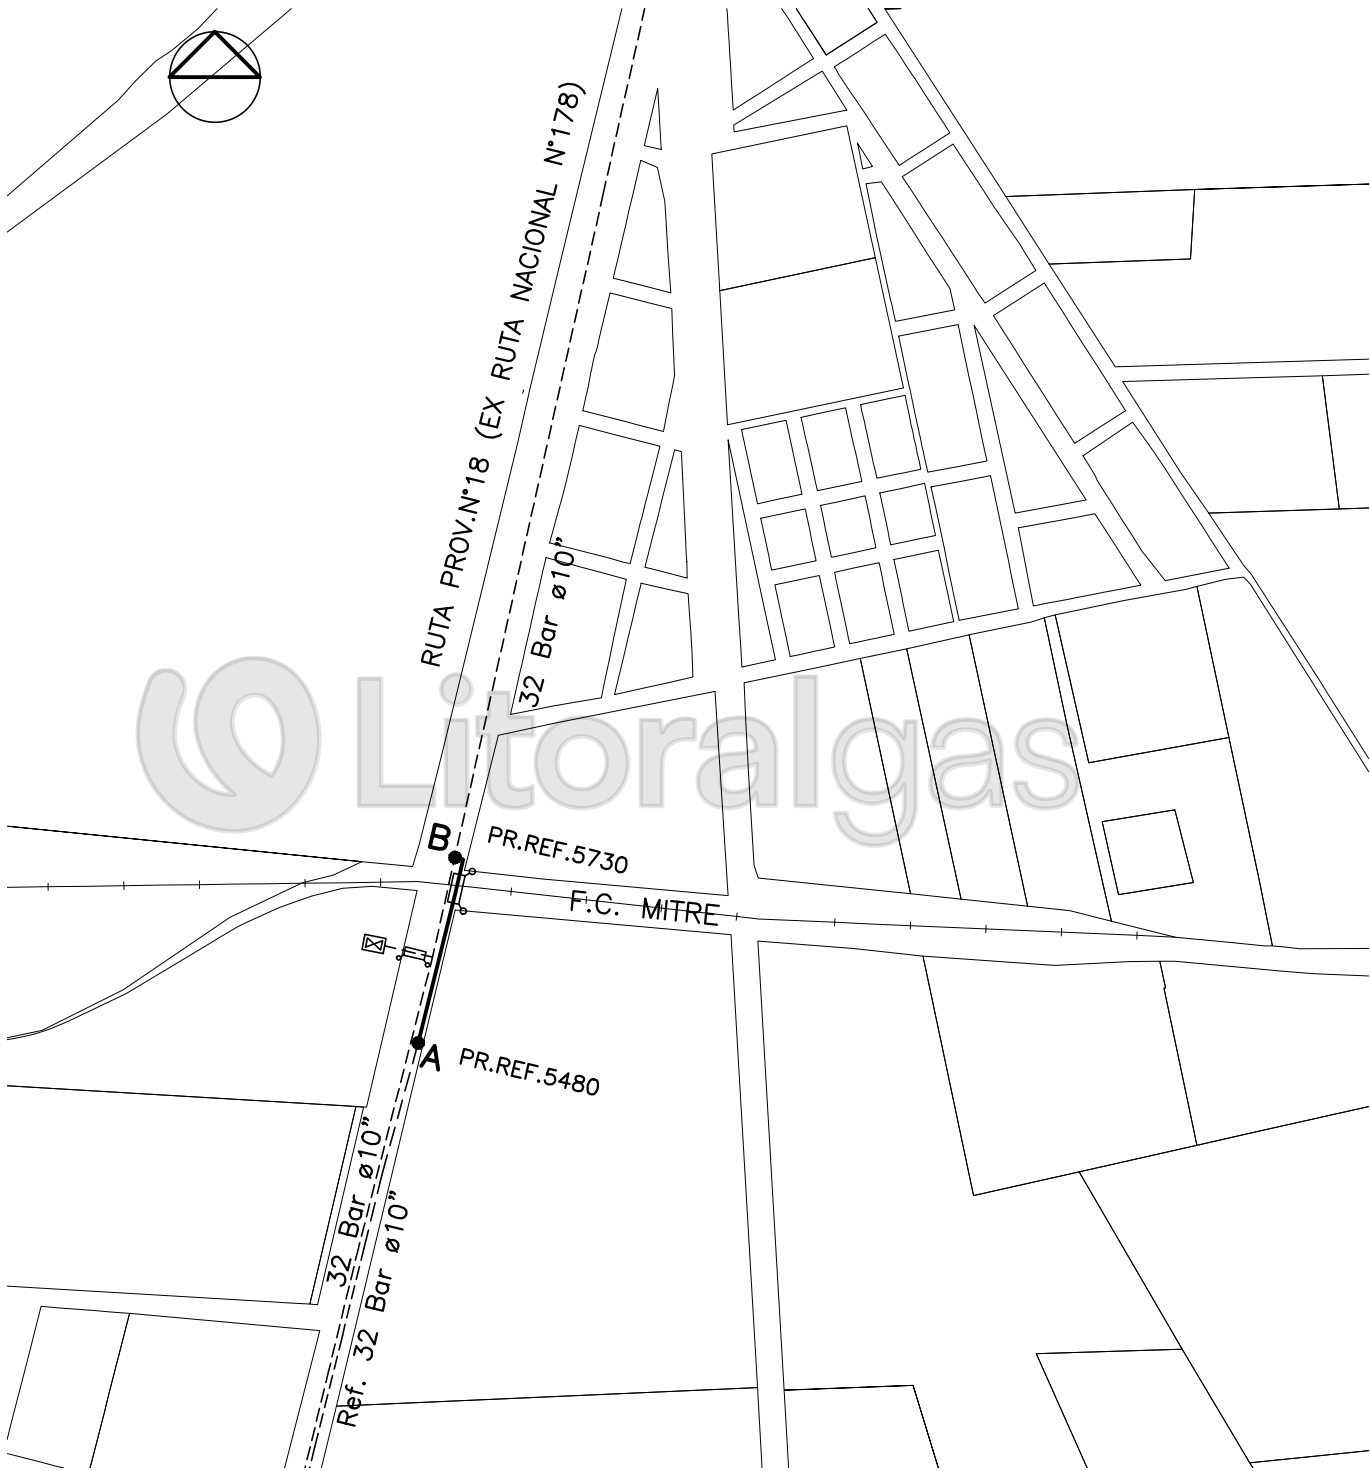 RUTA PROV.N°18 (EX RUTA NACIONAL N°178)
32 Bar ø10”
Litoralgas
B
PR.REF.5730
F.C. MITRE
A
PR.REF.5480
32 Bar ø10”
Ref. 32 Bar ø10”